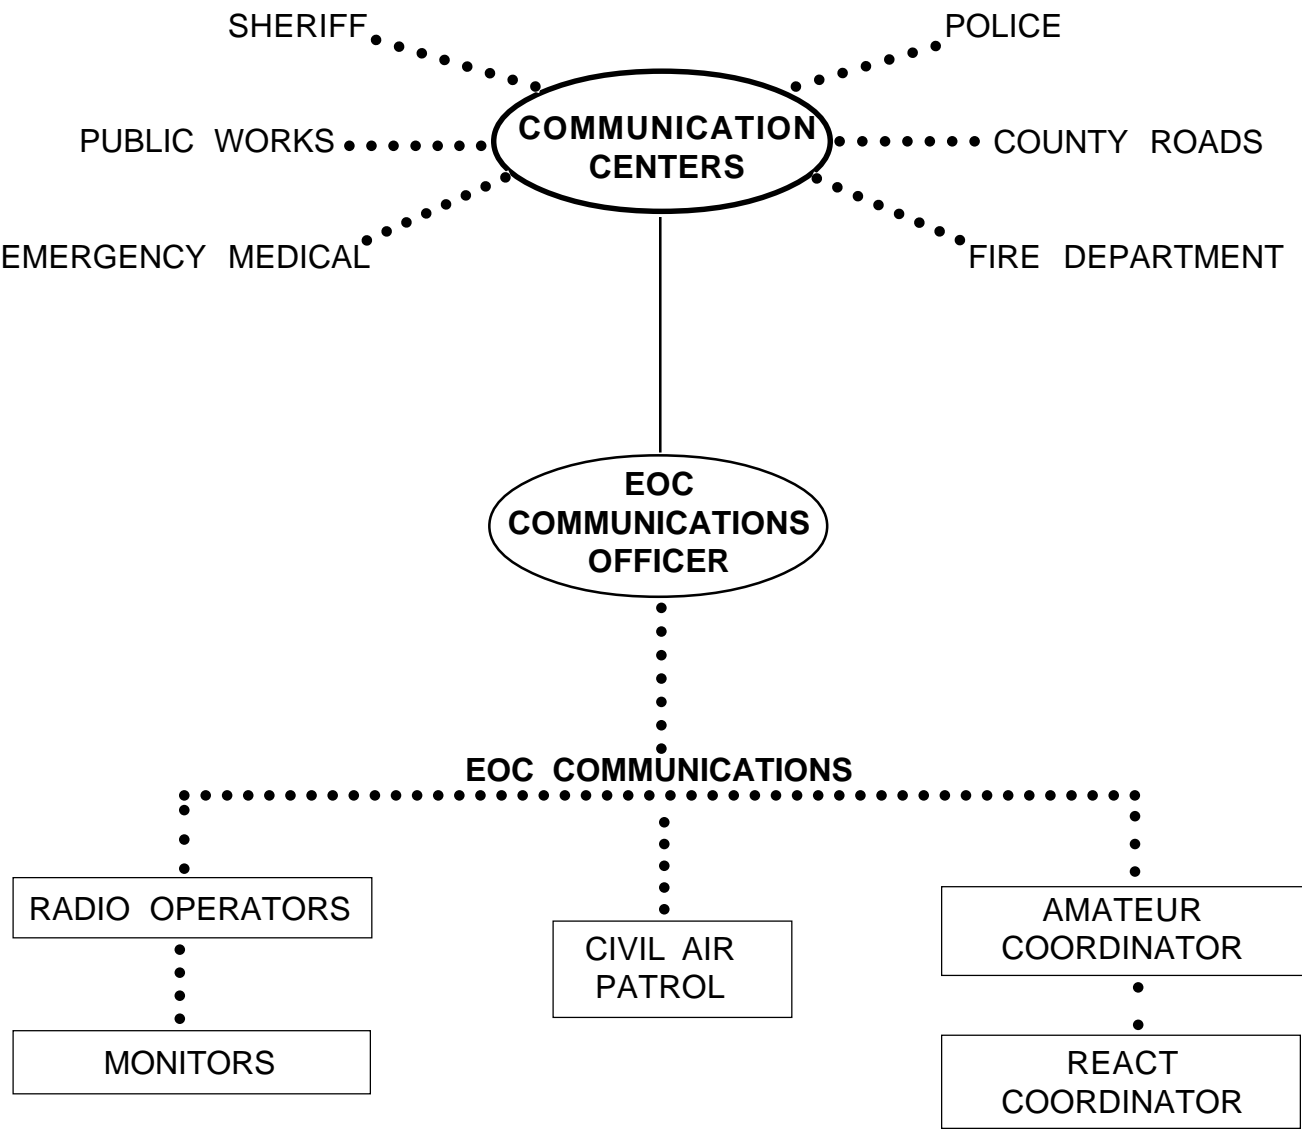 SHERIFF
POLICE
COMMUNICATION
CENTERS
PUBLIC WORKS
COUNTY ROADS
EMERGENCY MEDICAL
FIRE DEPARTMENT
EOC
COMMUNICATIONS
OFFICER
EOC COMMUNICATIONS
RADIO OPERATORS
MONITORS
CIVIL AIR
PATROL
AMATEUR
COORDINATOR
REACT
COORDINATOR